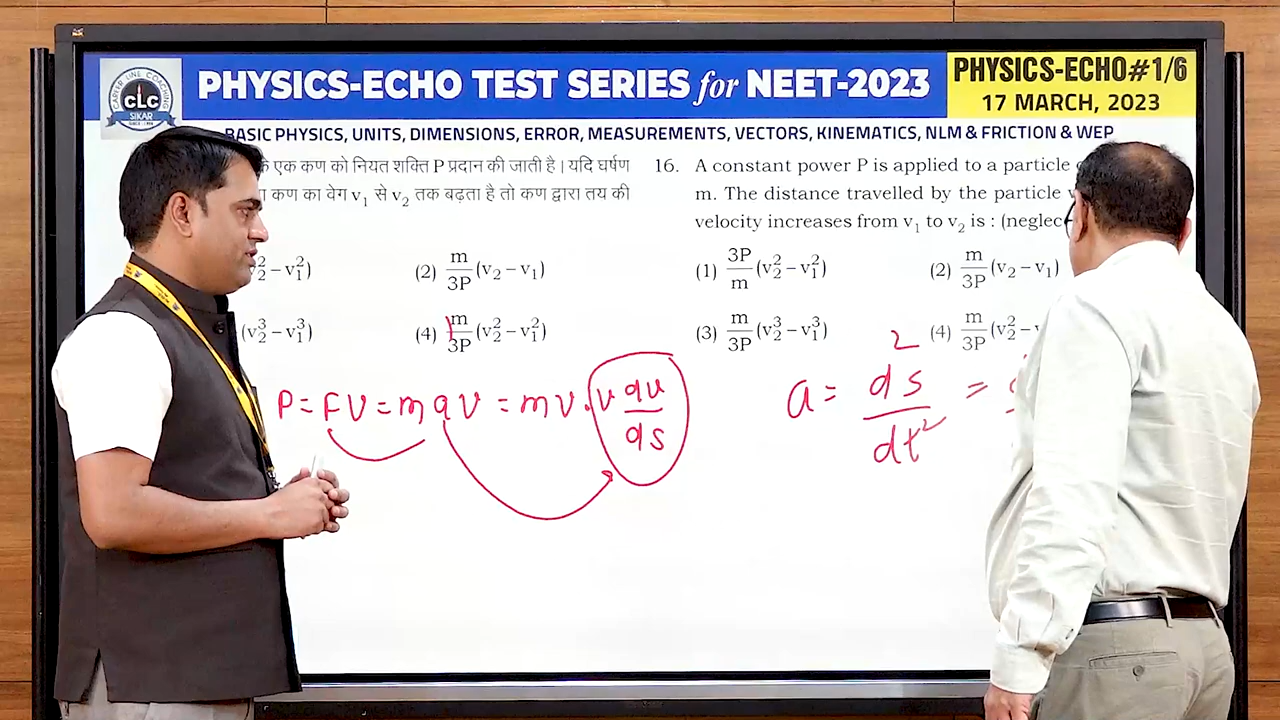 PHYSICS-ECHO TEST SERIES for NEET-2023
PHYSICS-ECHO#1/6
17 MARCH, 2023
CAREER LINE COACHING
CLC
SIKAR
BASIC PHYSICS, UNITS, DIMENSIONS, ERROR, MEASUREMENTS, VECTORS, KINEMATICS, NLM & FRICTION & WEP
एक कण को नियत शक्ति P प्रदान की जाती है। यदि घर्षण
कण का वेग v₁ से v₂ तक बढ़ता है तो कण द्वारा तय की
(v₂² – v₁²)
(2) m/3P (v₂ – v₁)
(v₂³ – v₁³)
(4) m/3P (v₂² – v₁²)
16. A constant power P is applied to a particle
m. The distance travelled by the particle
velocity increases from v₁ to v₂ is : (neglec
(1) 3P/m (v₂² – v₁²)
(2) m/3P (v₂ – v₁)
(3) m/3P (v₂³ – v₁³)
(4) m/3P (v₂² –
P = FV = maV = mV · v dv/ds
a = d²s/dt² =